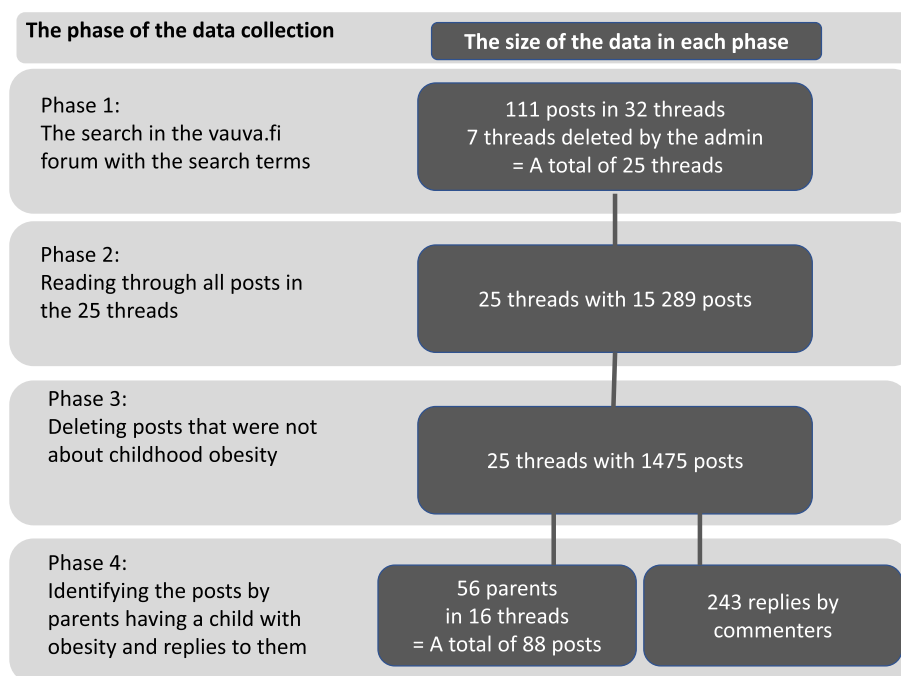 The phase of the data collection
The size of the data in each phase
Phase 1:
The search in the vauva.fi
forum with the search terms
111 posts in 32 threads
7 threads deleted by the admin
= A total of 25 threads
Phase 2:
Reading through all posts in
the 25 threads
25 threads with 15 289 posts
Phase 3:
Deleting posts that were not
about childhood obesity
25 threads with 1475 posts
Phase 4:
Identifying the posts by
parents having a child with
obesity and replies to them
56 parents
in 16 threads
= A total of 88 posts
243 replies by
commenters